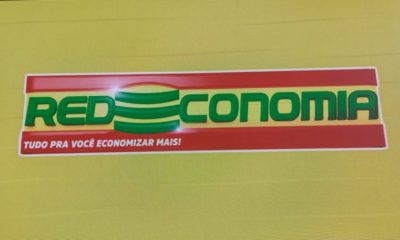 REDECONOMIA
TUDO PRA VOCÊ ECONOMIZAR MAIS!